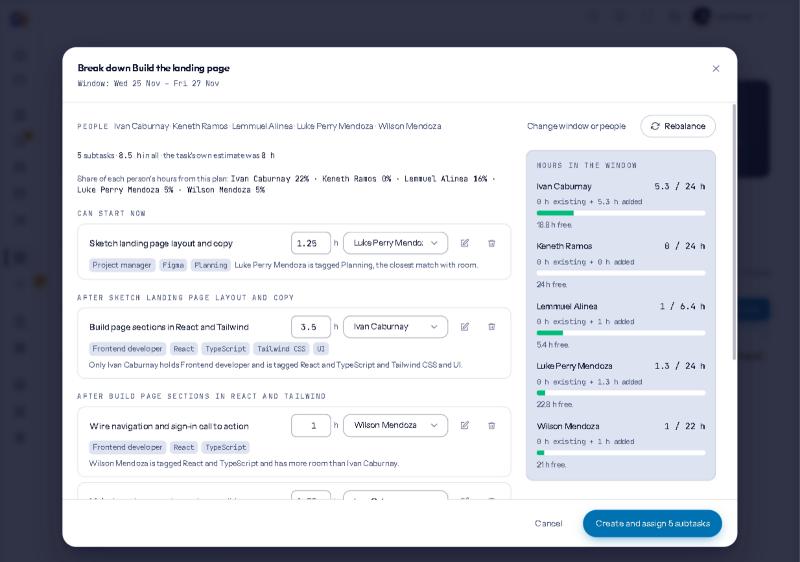 Break down Build the landing page
Window: Wed 25 Nov – Fri 27 Nov
PEOPLE Ivan Caburnay · Keneth Ramos · Lemmuel Alinea · Luke Perry Mendoza · Wilson Mendoza
Change window or people
Rebalance
5 subtasks · 8.5 h in all · the task's own estimate was 8 h
Share of each person's hours from this plan: Ivan Caburnay 22% · Keneth Ramos 0% · Lemmuel Alinea 16% ·
Luke Perry Mendoza 5% · Wilson Mendoza 5%
CAN START NOW
Sketch landing page layout and copy
1.25 h
Project manager Figma Planning Luke Perry Mendoza is tagged Planning, the closest match with room.
AFTER SKETCH LANDING PAGE LAYOUT AND COPY
Build page sections in React and Tailwind
3.5 h Ivan Caburnay
Frontend developer React TypeScript Tailwind CSS UI
Only Ivan Caburnay holds Frontend developer and is tagged React and TypeScript and Tailwind CSS and UI.
AFTER BUILD PAGE SECTIONS IN REACT AND TAILWIND
Wire navigation and sign-in call to action
1 h Wilson Mendoza
Frontend developer React TypeScript
Wilson Mendoza is tagged React and TypeScript and has more room than Ivan Caburnay.
HOURS IN THE WINDOW
Ivan Caburnay 5.3 / 24 h
0 h existing + 5.3 h added
18.8 h free.
Keneth Ramos 0 / 24 h
0 h existing + 0 h added
24 h free.
Lemmuel Alinea 1 / 6.4 h
0 h existing + 1 h added
5.4 h free.
Luke Perry Mendoza 1.3 / 24 h
0 h existing + 1.3 h added
22.8 h free.
Wilson Mendoza 1 / 22 h
0 h existing + 1 h added
21 h free.
Cancel
Create and assign 5 subtasks